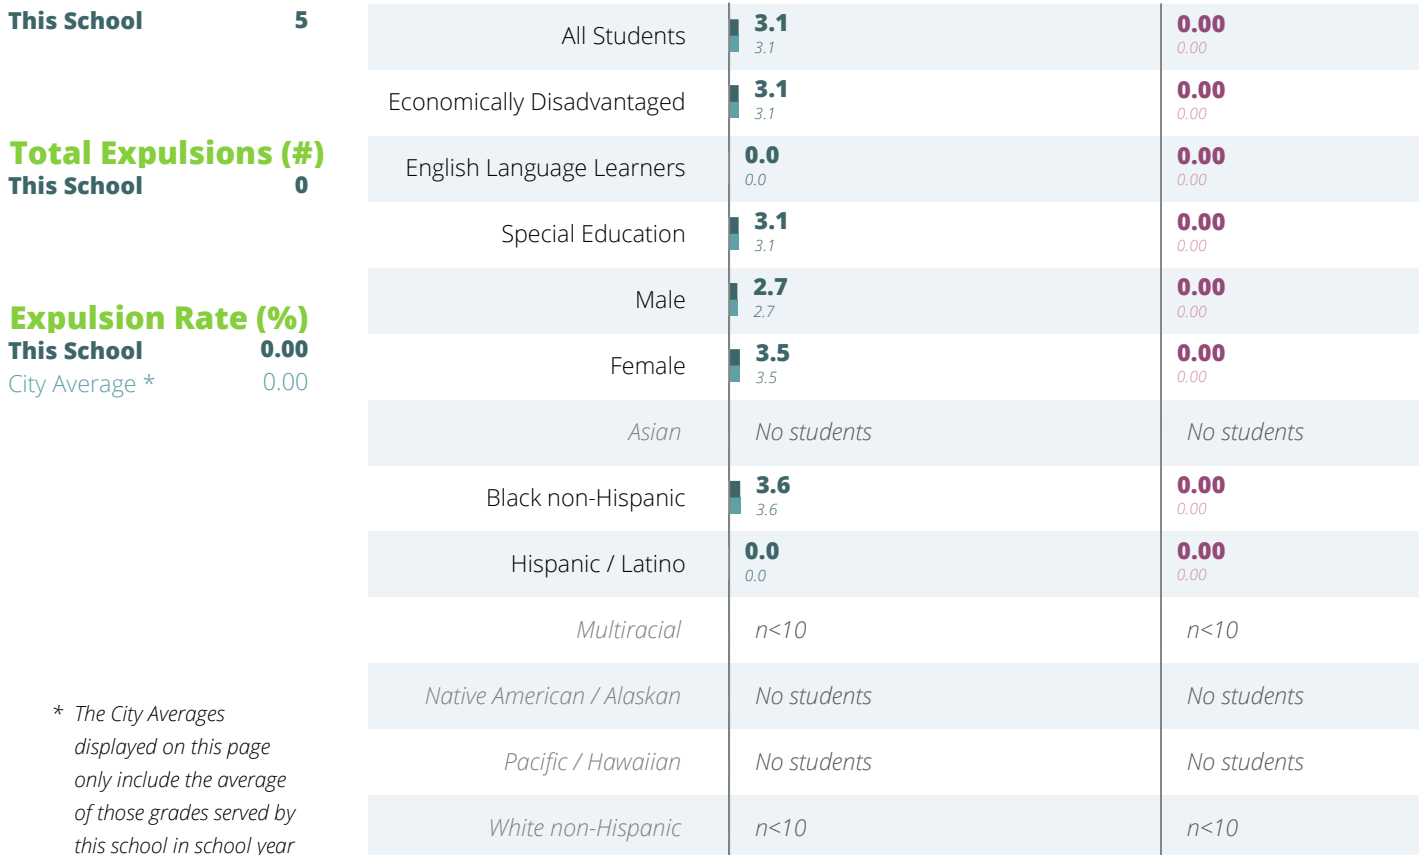 This School 5
Total Expulsions (#)
This School 0
Expulsion Rate (%)
This School 0.00
City Average * 0.00
* The City Averages
displayed on this page
only include the average
of those grades served by
this school in school year
All Students 3.1 0.00
3.1 0.00
Economically Disadvantaged 3.1 0.00
3.1 0.00
English Language Learners 0.0 0.00
0.0 0.00
Special Education 3.1 0.00
3.1 0.00
Male 2.7 0.00
2.7 0.00
Female 3.5 0.00
3.5 0.00
Asian No students No students
Black non-Hispanic 3.6 0.00
3.6 0.00
Hispanic / Latino 0.0 0.00
0.0 0.00
Multiracial n<10 n<10
Native American / Alaskan No students No students
Pacific / Hawaiian No students No students
White non-Hispanic n<10 n<10